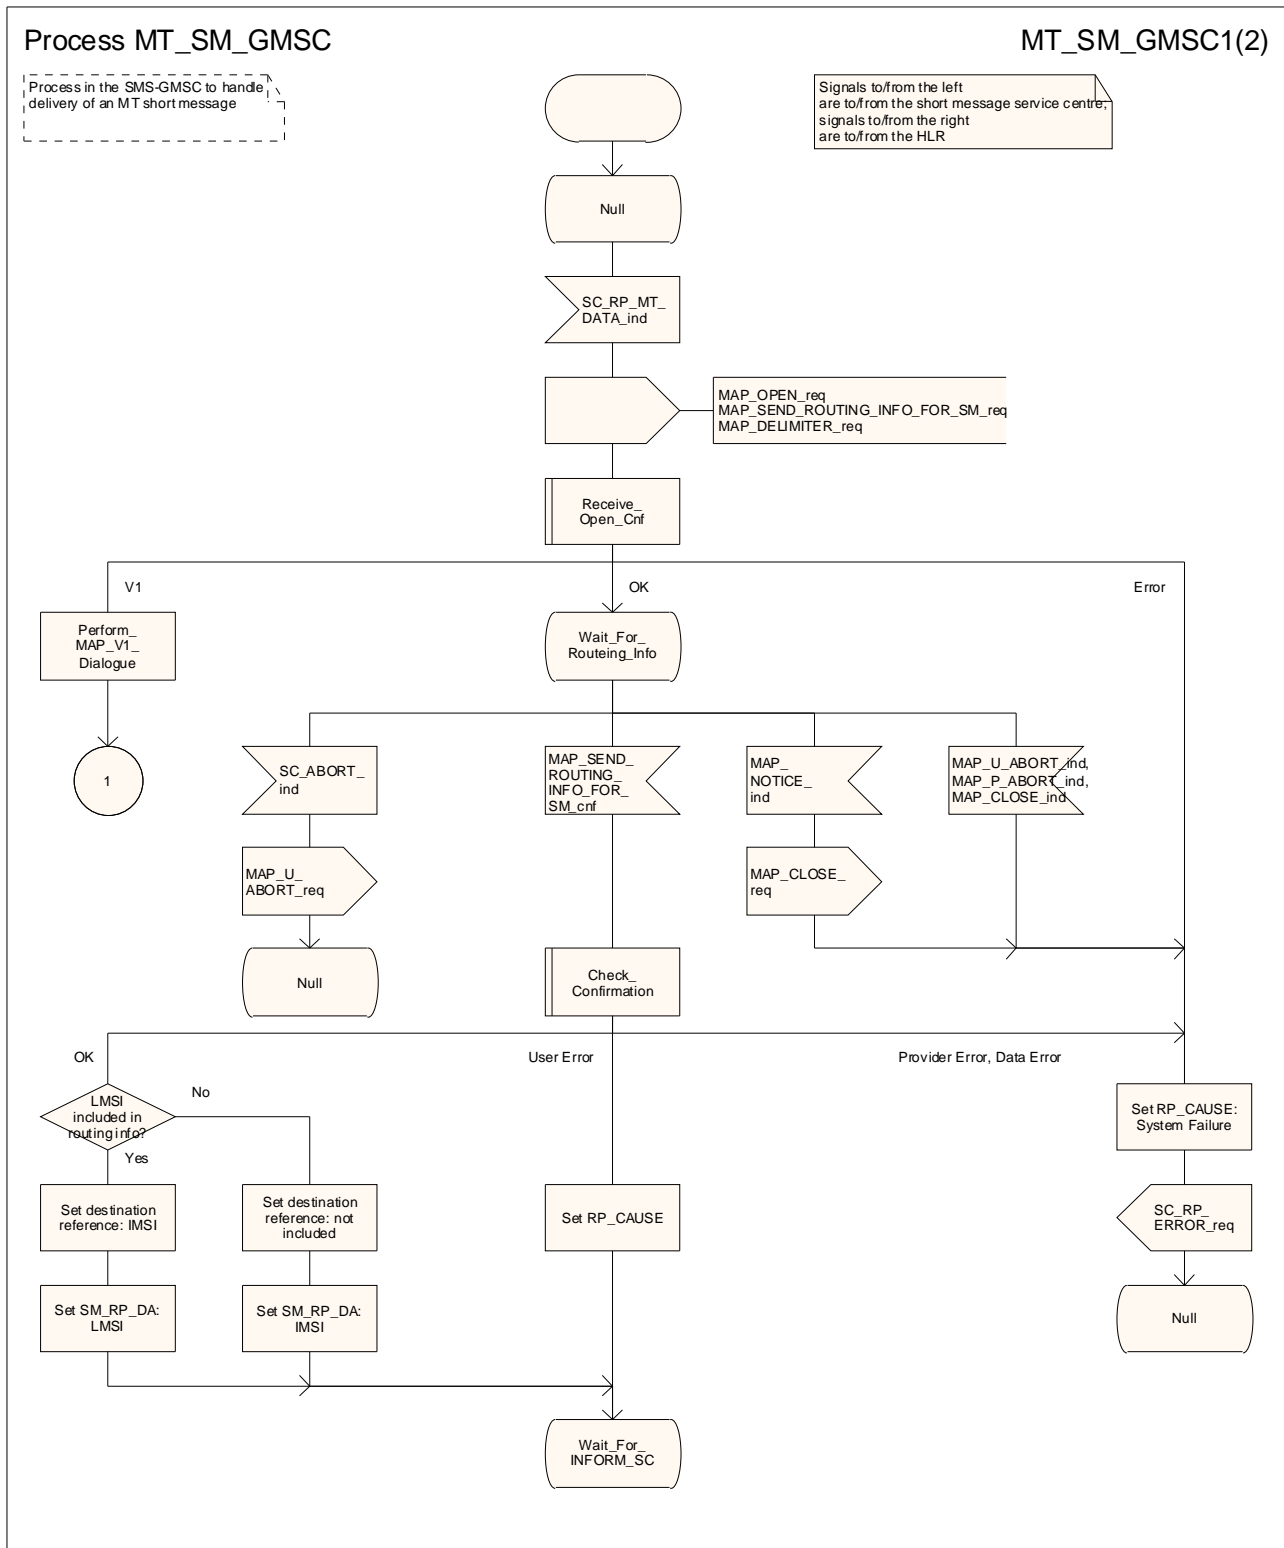 Process MT_SM_GMSC
MT_SM_GMSC1(2)
Process in the SMS-GMSC to handle
delivery of an MT short message
Signals to/from the left
are to/from the short message service centre;
signals to/from the right
are to/from the HLR
Null
SC_RP_MT_
DATA_ind
MAP_OPEN_req
MAP_SEND_ROUTING_INFO_FOR_SM_req
MAP_DELIMITER_req
Receive_
Open_Cnf
V1
OK
Error
Perform_
MAP_V1_
Dialogue
Wait_For_
Routeing_Info
1
SC_ABORT_
ind
MAP_SEND_
ROUTING_
INFO_FOR_
SM_cnf
MAP_
NOTICE_
ind
MAP_U_ABORT_ind,
MAP_P_ABORT_ind,
MAP_CLOSE_ind
MAP_U_
ABORT_req
MAP_CLOSE_
req
Null
Check_
Confirmation
OK
User Error
Provider Error, Data Error
LMSI
included in
routing info?
No
Yes
Set RP_CAUSE:
System Failure
Set destination
reference: IMSI
Set destination
reference: not
included
Set RP_CAUSE
SC_RP_
ERROR_req
Set SM_RP_DA:
LMSI
Set SM_RP_DA:
IMSI
Null
Wait_For_
INFORM_SC